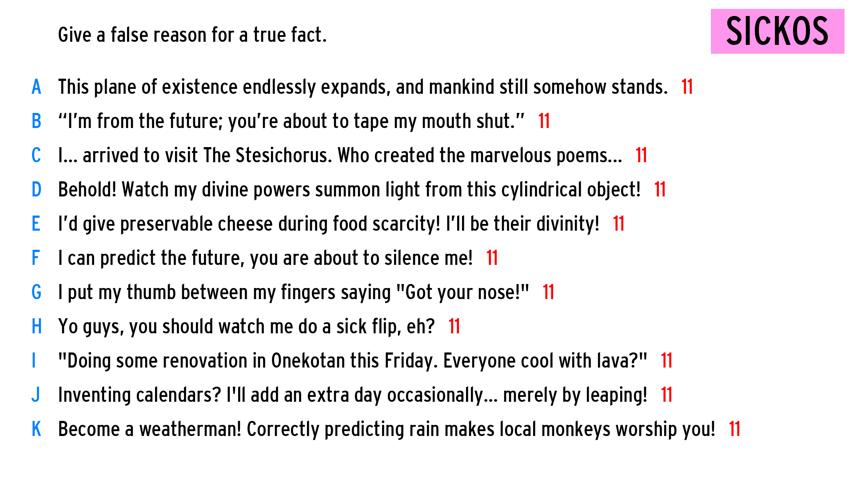 Give a false reason for a true fact.
SICKOS
A This plane of existence endlessly expands, and mankind still somehow stands. 11
B “I’m from the future; you’re about to tape my mouth shut.” 11
C I... arrived to visit The Stesichorus. Who created the marvelous poems... 11
D Behold! Watch my divine powers summon light from this cylindrical object! 11
E I’d give preservable cheese during food scarcity! I’ll be their divinity! 11
F I can predict the future, you are about to silence me! 11
G I put my thumb between my fingers saying "Got your nose!" 11
H Yo guys, you should watch me do a sick flip, eh? 11
I "Doing some renovation in Onekotan this Friday. Everyone cool with lava?" 11
J Inventing calendars? I'll add an extra day occasionally... merely by leaping! 11
K Become a weatherman! Correctly predicting rain makes local monkeys worship you! 11